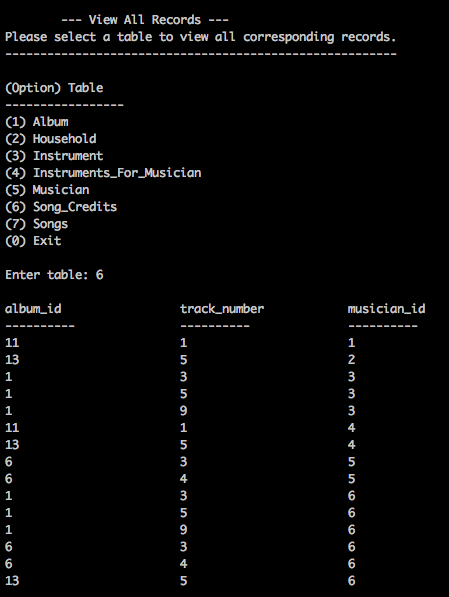 --- View All Records ---
Please select a table to view all corresponding records.
--------------------------------------------------------
(Option) Table
-----------------
(1) Album
(2) Household
(3) Instrument
(4) Instruments_For_Musician
(5) Musician
(6) Song_Credits
(7) Songs
(0) Exit
Enter table: 6
album_id track_number musician_id
---------- ---------- ----------
11 1 1
13 5 2
1 3 3
1 5 3
1 9 3
11 1 4
13 5 4
6 3 5
6 4 5
1 3 6
1 5 6
1 9 6
6 3 6
6 4 6
13 5 6